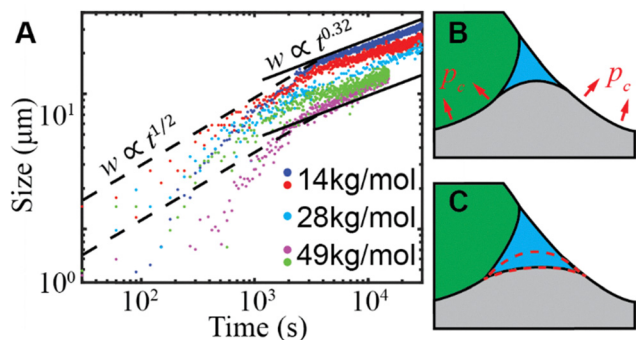 A
w ∝ t^{0.32}
w ∝ t^{1/2}
Size (μm)
10^1
10^0
14kg/mol
28kg/mol
49kg/mol
10^2
10^3
10^4
Time (s)
B
p_c
p_c
C